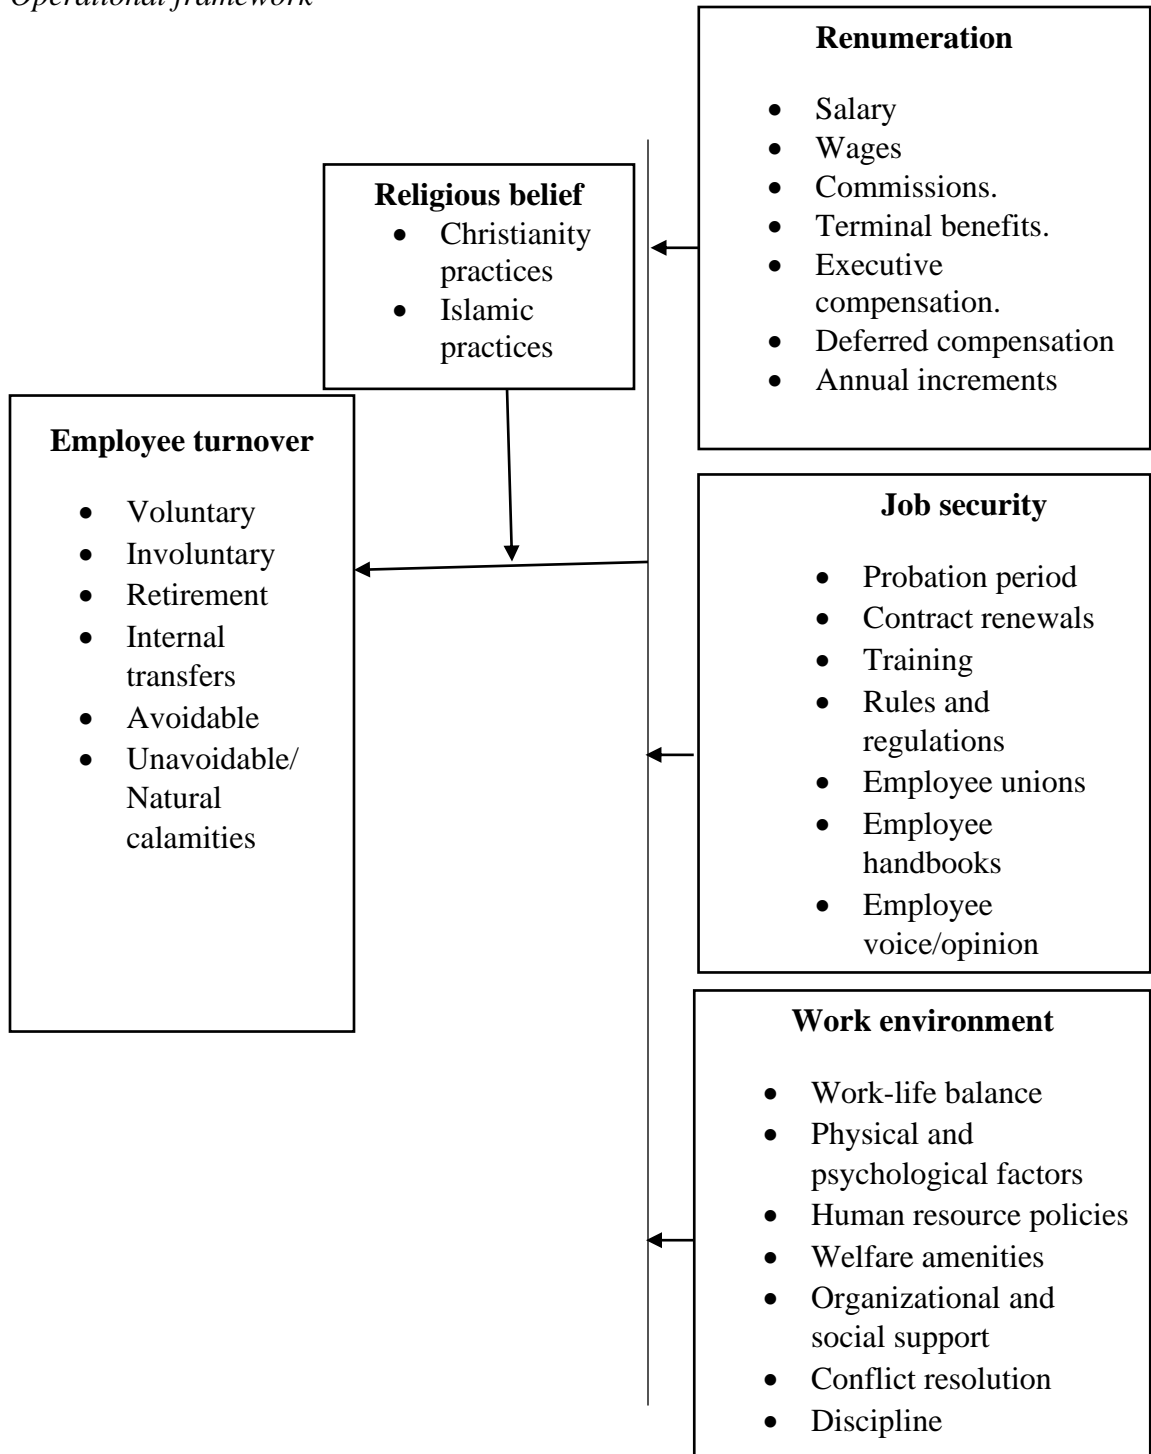 Operational framework
Renumeration
• Salary
• Wages
• Commissions.
• Terminal benefits.
• Executive
compensation.
• Deferred compensation
• Annual increments
Religious belief
• Christianity
practices
• Islamic
practices
Employee turnover
• Voluntary
• Involuntary
• Retirement
• Internal
transfers
• Avoidable
• Unavoidable/
Natural
calamities
Job security
• Probation period
• Contract renewals
• Training
• Rules and
regulations
• Employee unions
• Employee
handbooks
• Employee
voice/opinion
Work environment
• Work-life balance
• Physical and
psychological factors
• Human resource policies
• Welfare amenities
• Organizational and
social support
• Conflict resolution
• Discipline